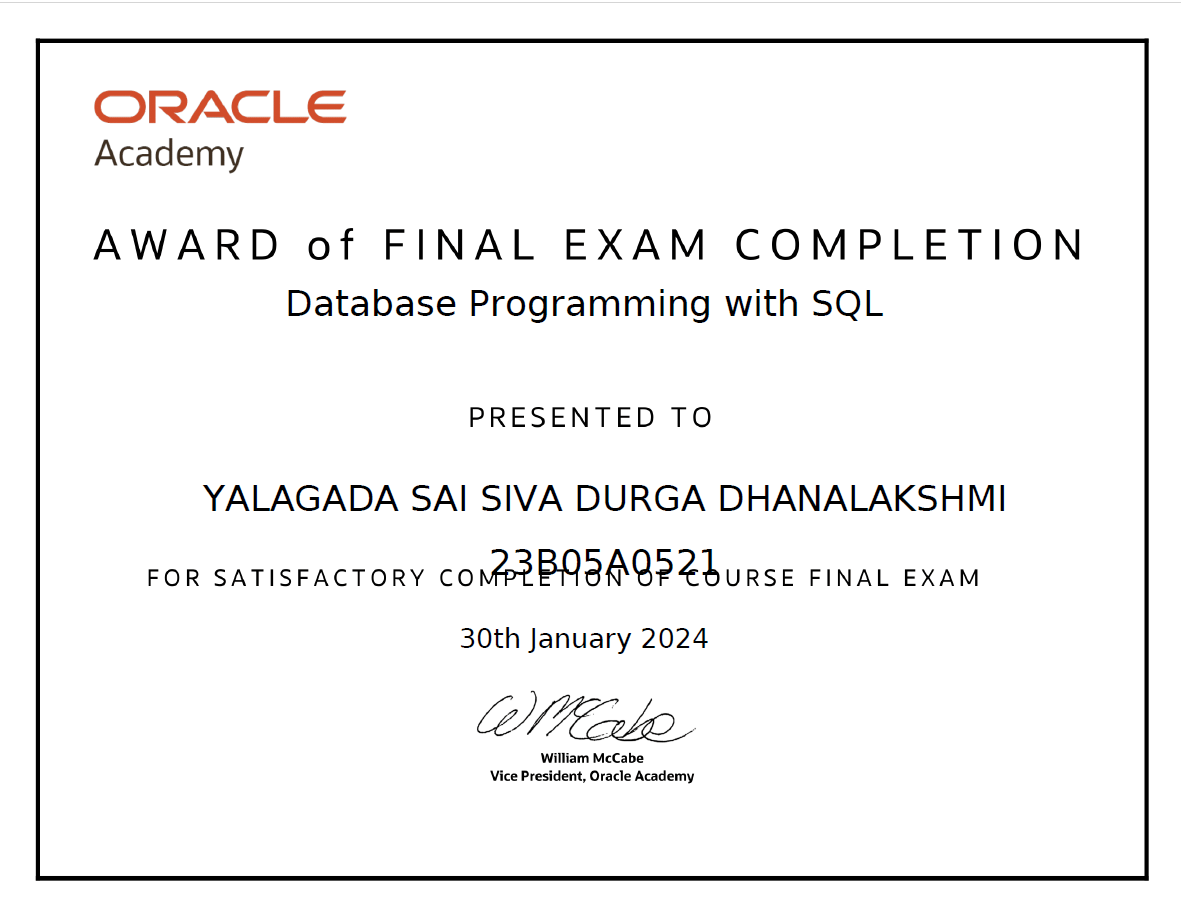 ORACLE
Academy
AWARD of FINAL EXAM COMPLETION
Database Programming with SQL
PRESENTED TO
YALAGADA SAI SIVA DURGA DHANALAKSHMI
23B05A0521
FOR SATISFACTORY COMPLETION OF COURSE FINAL EXAM
30th January 2024
W McCabe
William McCabe
Vice President, Oracle Academy